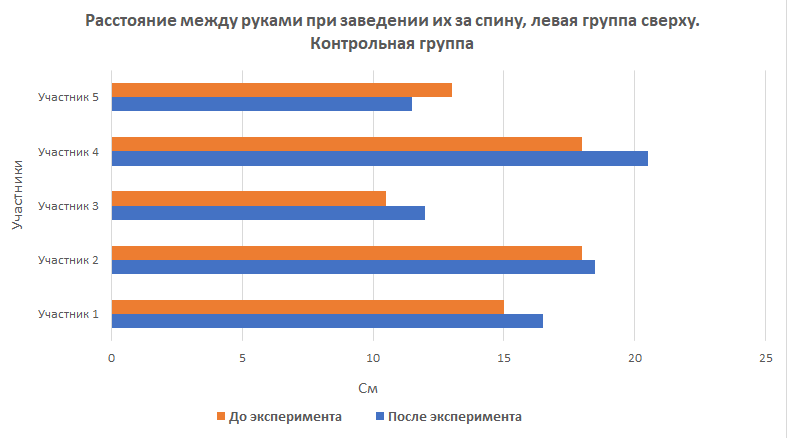 Расстояние между руками при заведении их за спину, левая группа сверху.
Контрольная группа
Участники
Участник 5
Участник 4
Участник 3
Участник 2
Участник 1
0 5 10 15 20 25
См
До эксперимента После эксперимента